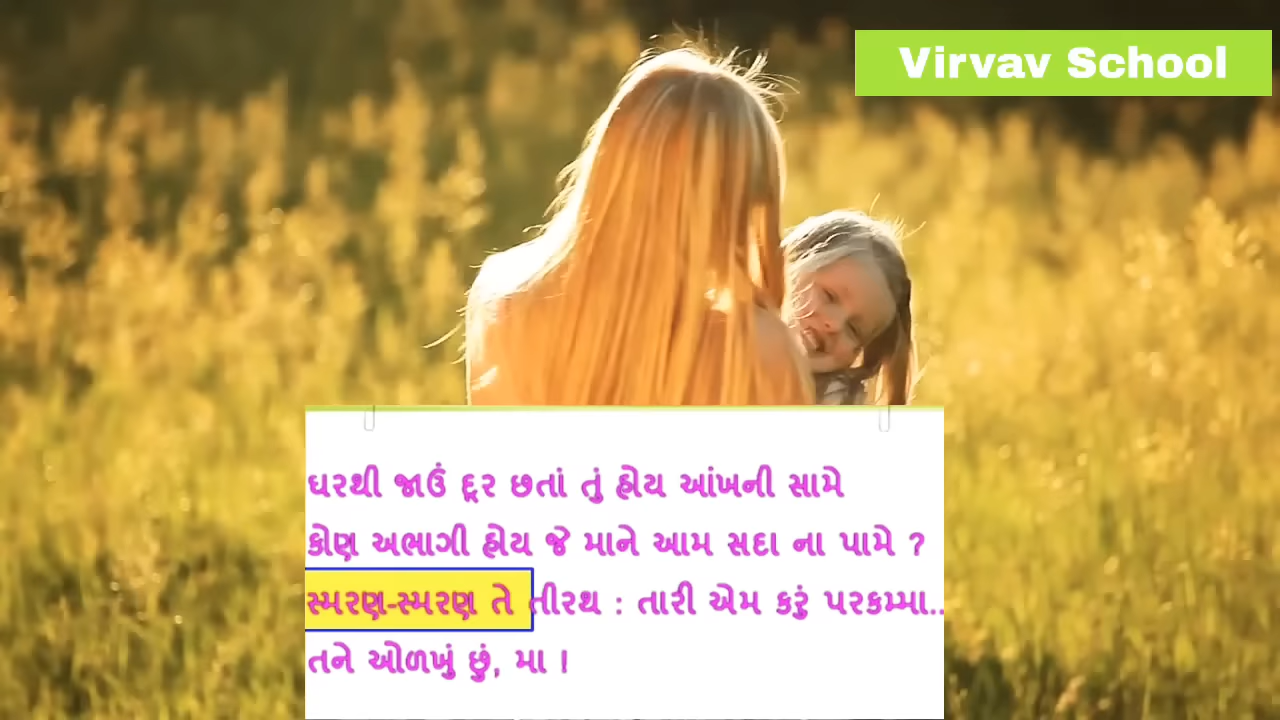 Virvav School
ઘરથી જાઉં દૂર છતાં તું હોય આંખની સામે
કોણ અભાગી હોય જે માને આમ સદા ના પામે ?
સ્મરણ-સ્મરણ તે તીરથ : તારી એમ કરું પરકમ્મા..
તને ઓળખું છું, મા !